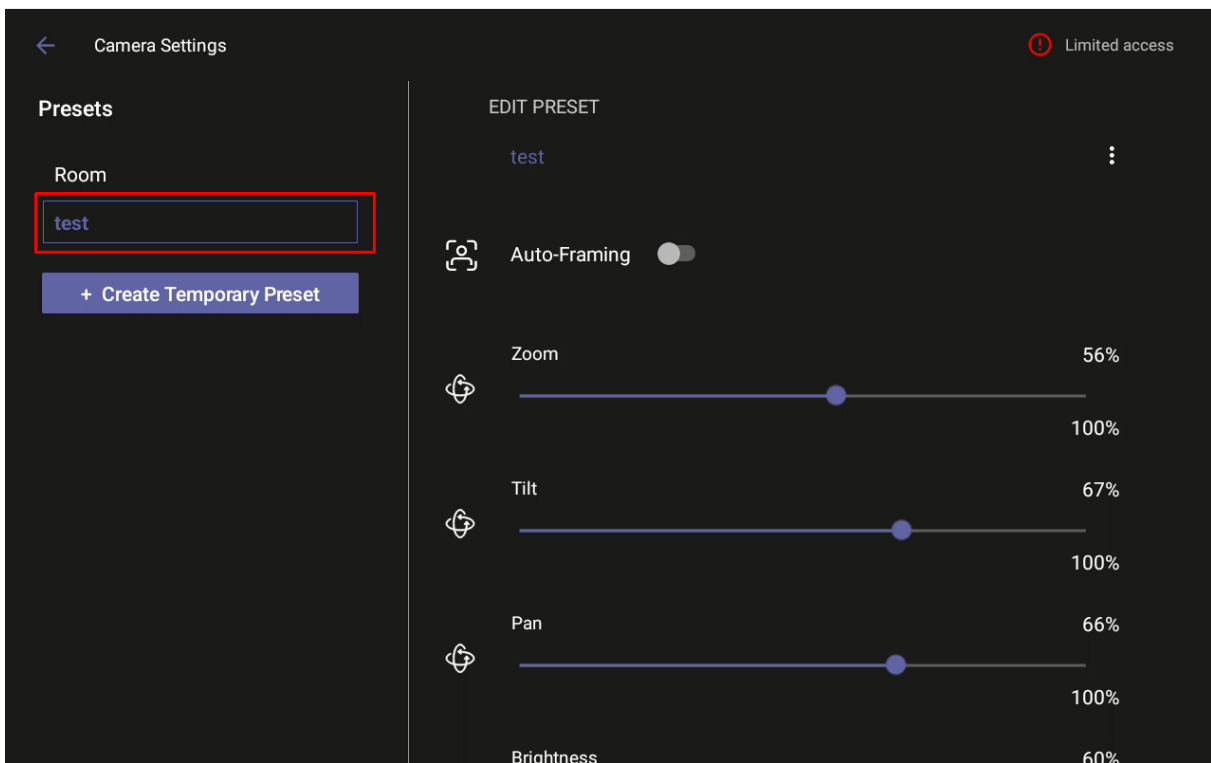 Camera Settings
Limited access
Presets
Room
test
+ Create Temporary Preset
EDIT PRESET
test
Auto-Framing
Zoom
56%
100%
Tilt
67%
100%
Pan
66%
100%
Brightness
60%